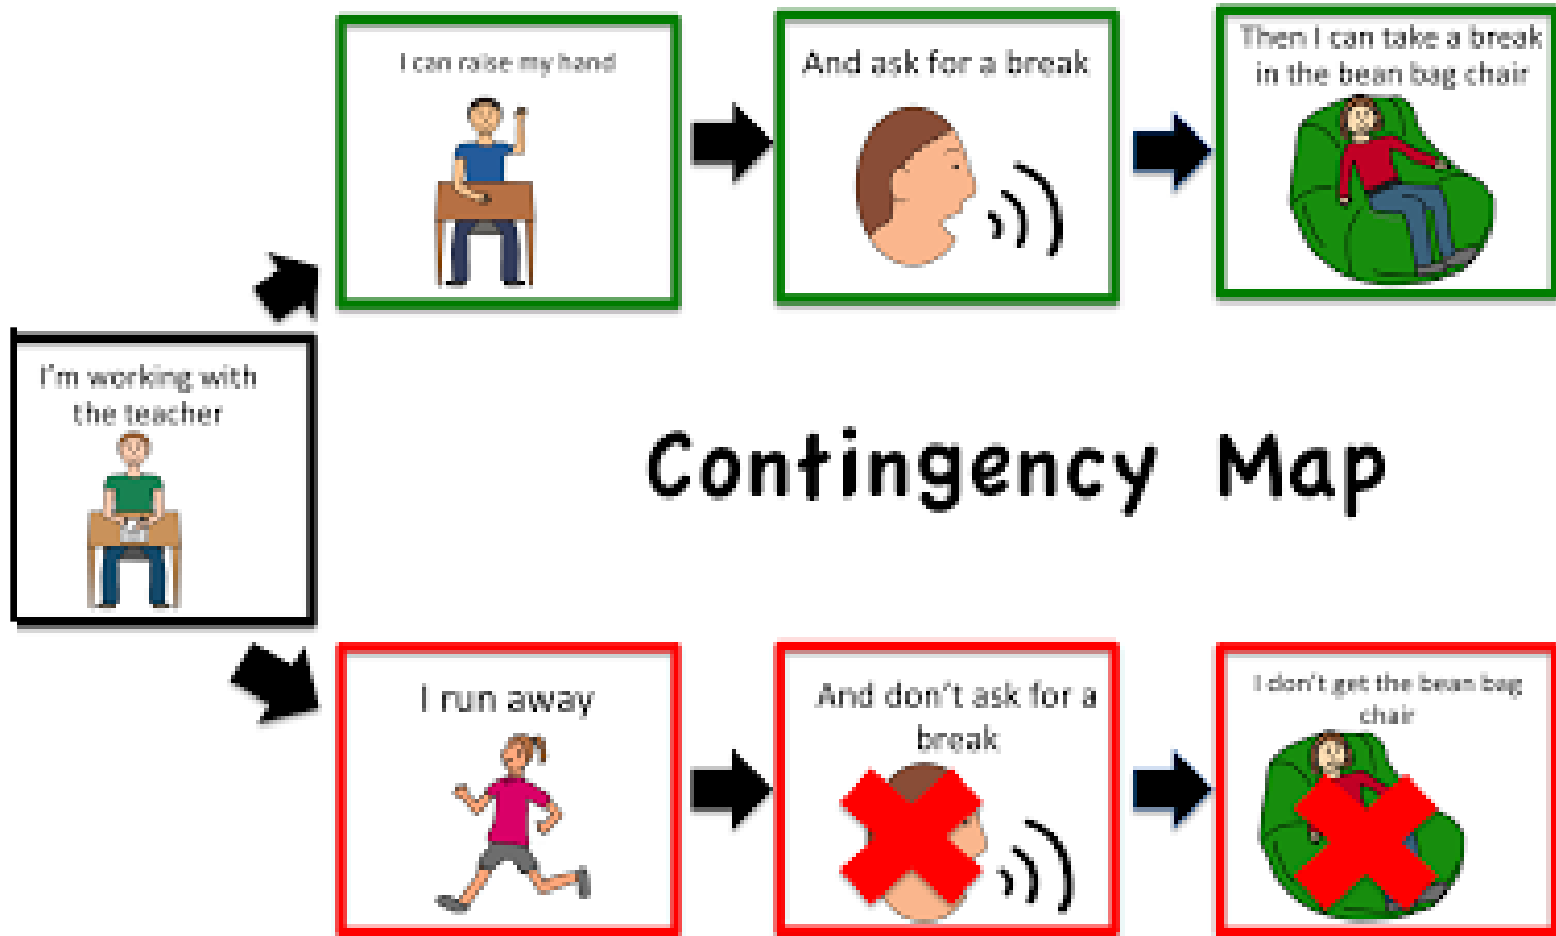 I can raise my hand
And ask for a break
Then I can take a break
in the bean bag chair
I'm working with
the teacher
Contingency Map
I run away
And don't ask for a
break
I don't get the bean bag
chair